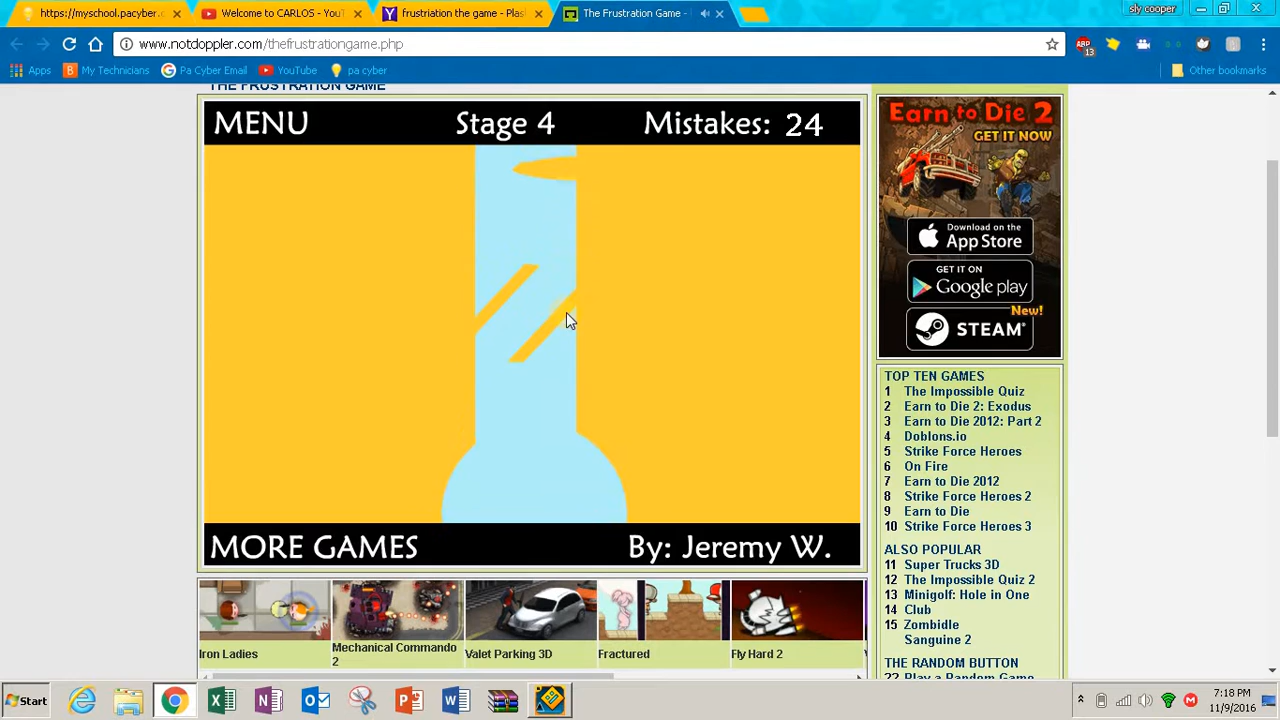 https://myschool.pacyber.c
Welcome to CARLOS - YouT
frustriation the game - Plast
The Frustration Game -
sly cooper
www.notdoppler.com/thefrustrationgame.php
13
Apps
My Technicians
Pa Cyber Email
YouTube
pa cyber
Other bookmarks
THE FRUSTRATION GAME
MENU
Stage 4
Mistakes: 24
MORE GAMES
By: Jeremy W.
Iron Ladies
Mechanical Commando
2
Valet Parking 3D
Fractured
Fly Hard 2
Earn to Die 2
GET IT NOW
Download on the
App Store
GET IT ON
Google play
New!
STEAM
TOP TEN GAMES
1 The Impossible Quiz
2 Earn to Die 2: Exodus
3 Earn to Die 2012: Part 2
4 Doblons.io
5 Strike Force Heroes
6 On Fire
7 Earn to Die 2012
8 Strike Force Heroes 2
9 Earn to Die
10 Strike Force Heroes 3
ALSO POPULAR
11 Super Trucks 3D
12 The Impossible Quiz 2
13 Minigolf: Hole in One
14 Club
15 Zombidle
Sanguine 2
THE RANDOM BUTTON
22 Play a Random Game
Start
7:18 PM
11/9/2016